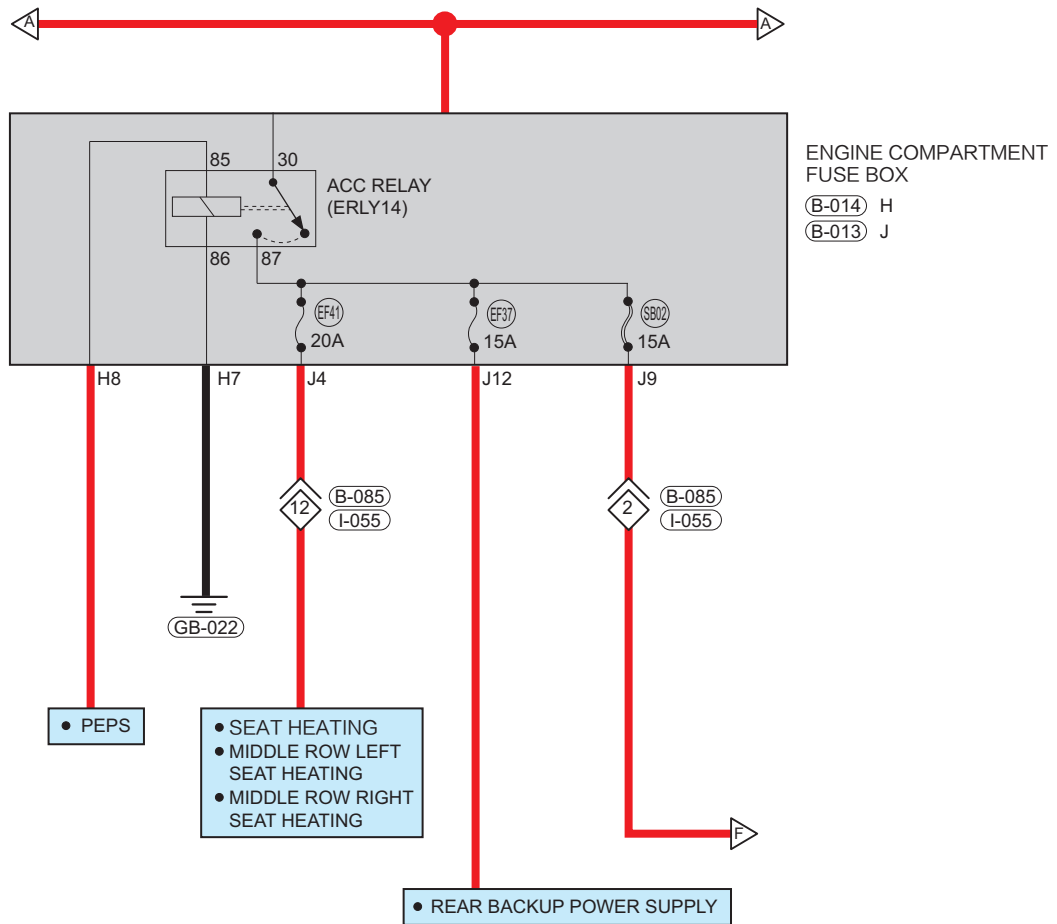 A
A
85
30
ACC RELAY
(ERLY14)
86
87
EF41
20A
EF37
15A
SB02
15A
ENGINE COMPARTMENT
FUSE BOX
B-014 H
B-013 J
H8
H7
J4
J12
J9
12
B-085
I-055
2
B-085
I-055
GB-022
• PEPS
• SEAT HEATING
• MIDDLE ROW LEFT
SEAT HEATING
• MIDDLE ROW RIGHT
SEAT HEATING
F
• REAR BACKUP POWER SUPPLY